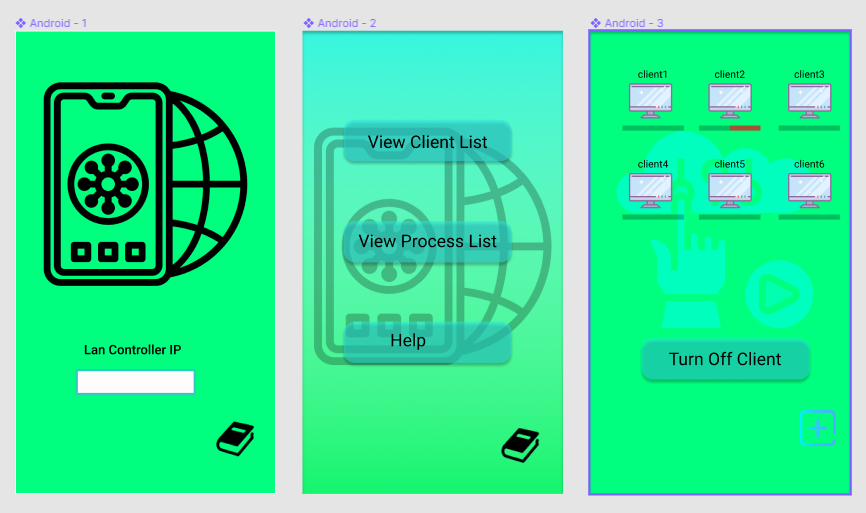 Android - 1
Lan Controller IP
Android - 2
View Client List
View Process List
Help
Android - 3
client1 client2 client3
client4 client5 client6
Turn Off Client